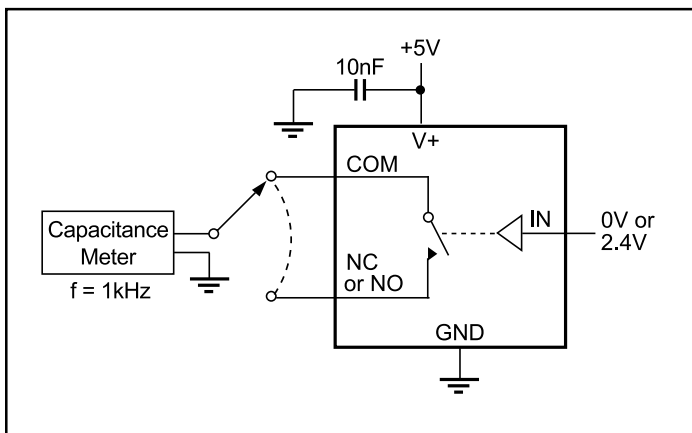 +5V
10nF
V+
COM
Capacitance
Meter
f = 1kHz
IN
0V or
2.4V
NC
or NO
GND